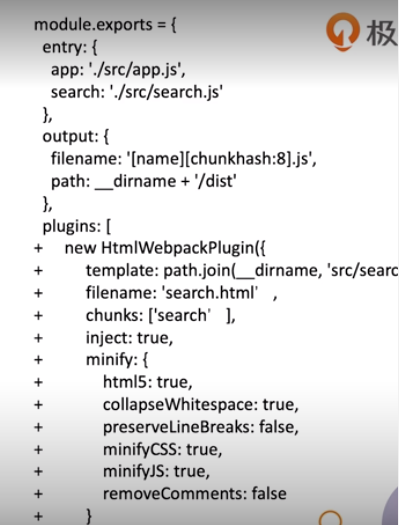 极
module.exports = {
entry: {
app: './src/app.js',
search: './src/search.js'
},
output: {
filename: '[name][chunkhash:8].js',
path: __dirname + '/dist'
},
plugins: [
+ new HtmlWebpackPlugin({
+ template: path.join(__dirname, 'src/searc
+ filename: 'search.html' ,
+ chunks: ['search' ],
+ inject: true,
+ minify: {
+ html5: true,
+ collapseWhitespace: true,
+ preserveLineBreaks: false,
+ minifyCSS: true,
+ minifyJS: true,
+ removeComments: false
+ }